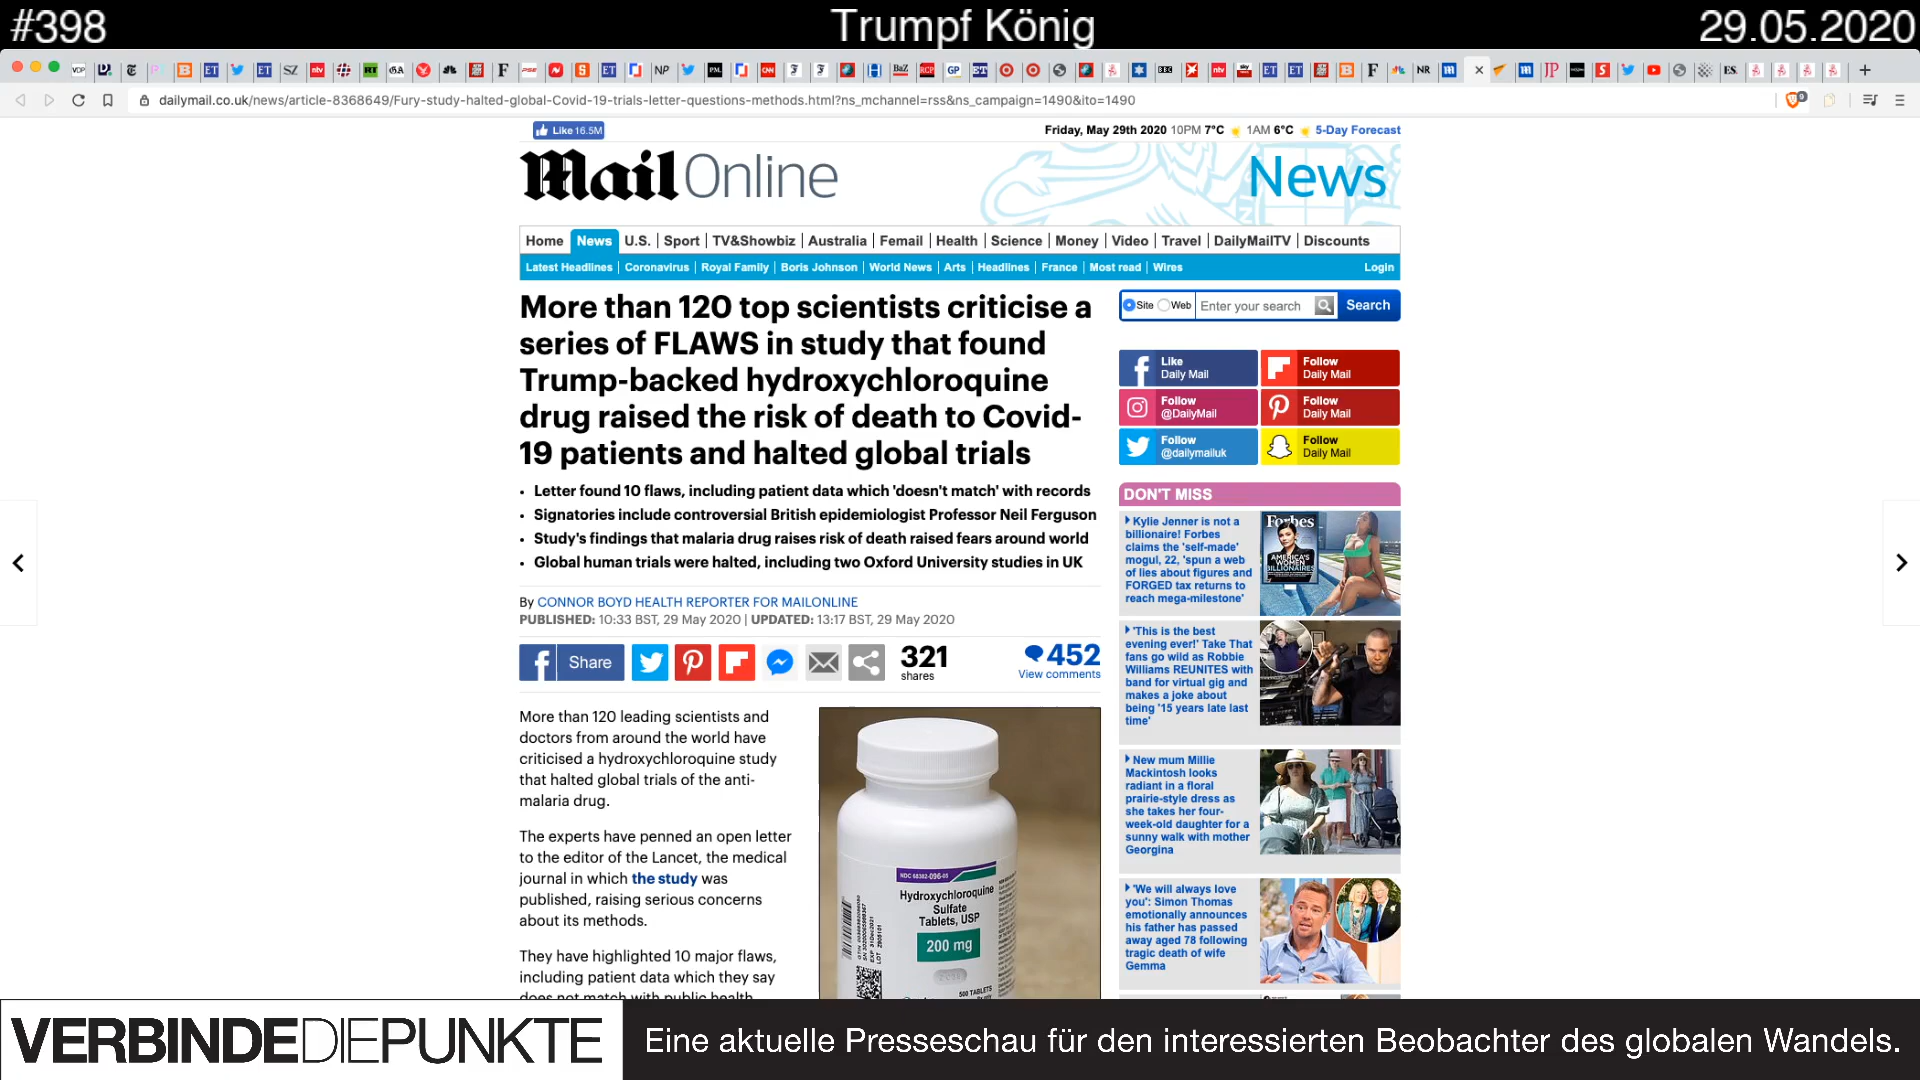 #398
Trumpf König
29.05.2020
dailymail.co.uk/news/article-8368649/Fury-study-halted-global-Covid-19-trials-letter-questions-methods.html?ns_mchannel=rss&ns_campaign=1490&ito=1490
Like 16.5M
Friday, May 29th 2020 10PM 7°C 1AM 6°C 5-Day Forecast
Mail Online
News
Home News U.S. Sport TV&Showbiz Australia Femail Health Science Money Video Travel DailyMailTV Discounts
Latest Headlines Coronavirus Royal Family Boris Johnson World News Arts Headlines France Most read Wires Login
More than 120 top scientists criticise a
series of FLAWS in study that found
Trump-backed hydroxychloroquine
drug raised the risk of death to Covid-
19 patients and halted global trials
• Letter found 10 flaws, including patient data which 'doesn't match' with records
• Signatories include controversial British epidemiologist Professor Neil Ferguson
• Study's findings that malaria drug raises risk of death raised fears around world
• Global human trials were halted, including two Oxford University studies in UK
By CONNOR BOYD HEALTH REPORTER FOR MAILONLINE
PUBLISHED: 10:33 BST, 29 May 2020 | UPDATED: 13:17 BST, 29 May 2020
Share
321
shares
452
View comments
More than 120 leading scientists and
doctors from around the world have
criticised a hydroxychloroquine study
that halted global trials of the anti-
malaria drug.
The experts have penned an open letter
to the editor of the Lancet, the medical
journal in which the study was
published, raising serious concerns
about its methods.
They have highlighted 10 major flaws,
including patient data which they say
does not match with public health
Hydroxychloroquine
Sulfate
Tablets, USP
200 mg
500 TABLETS
Site Web Enter your search Search
Like
Daily Mail
Follow
Daily Mail
Follow
@DailyMail
Follow
Daily Mail
Follow
@dailymailuk
Follow
Daily Mail
DON'T MISS
Kylie Jenner is not a
billionaire! Forbes
claims the 'self-made'
mogul, 22, 'spun a web
of lies about figures and
FORGED tax returns to
reach mega-milestone'
Forbes
AMERICA'S
WOMEN
BILLIONAIRES
'This is the best
evening ever!' Take That
fans go wild as Robbie
Williams REUNITES with
band for virtual gig and
makes a joke about
being '15 years late last
time'
New mum Millie
Mackintosh looks
radiant in a floral
prairie-style dress as
she takes her four-
week-old daughter for a
sunny walk with mother
Georgina
'We will always love
you': Simon Thomas
emotionally announces
his father has passed
away aged 78 following
tragic death of wife
Gemma
VERBINDEDIEPUNKTE
Eine aktuelle Presseschau für den interessierten Beobachter des globalen Wandels.